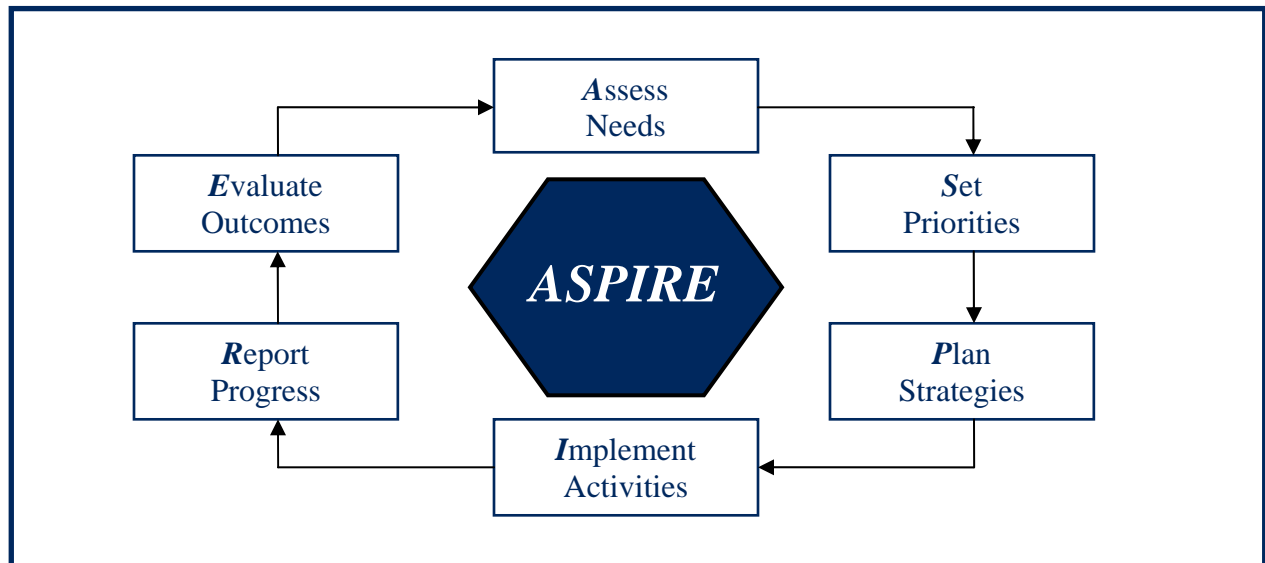 Assess
Needs
Set
Priorities
Plan
Strategies
Implement
Activities
Report
Progress
Evaluate
Outcomes
ASPIRE